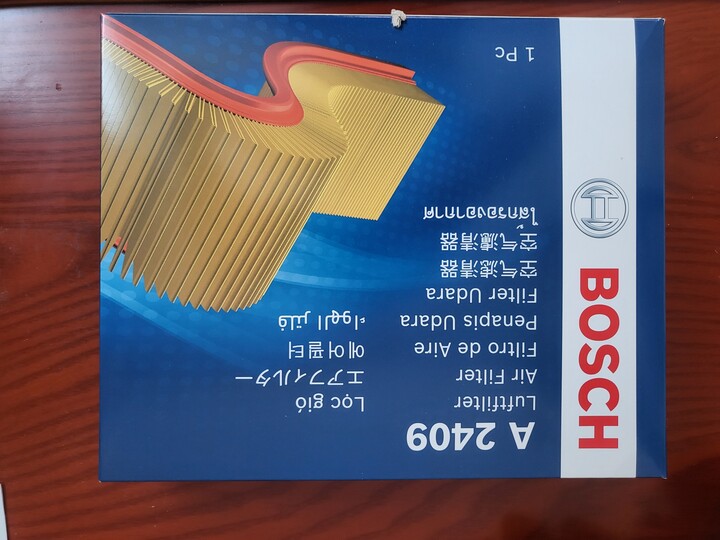 BOSCH
A 2409
Luftfilter
Air Filter
Filtro de Aire
Penapis Udara
Filter Udara
空气滤清器
空气濾清器
ไส้กรองอากาศ
Lọc gió
エアフィルター
에어 필터
فلتر الهواء
1 Pc